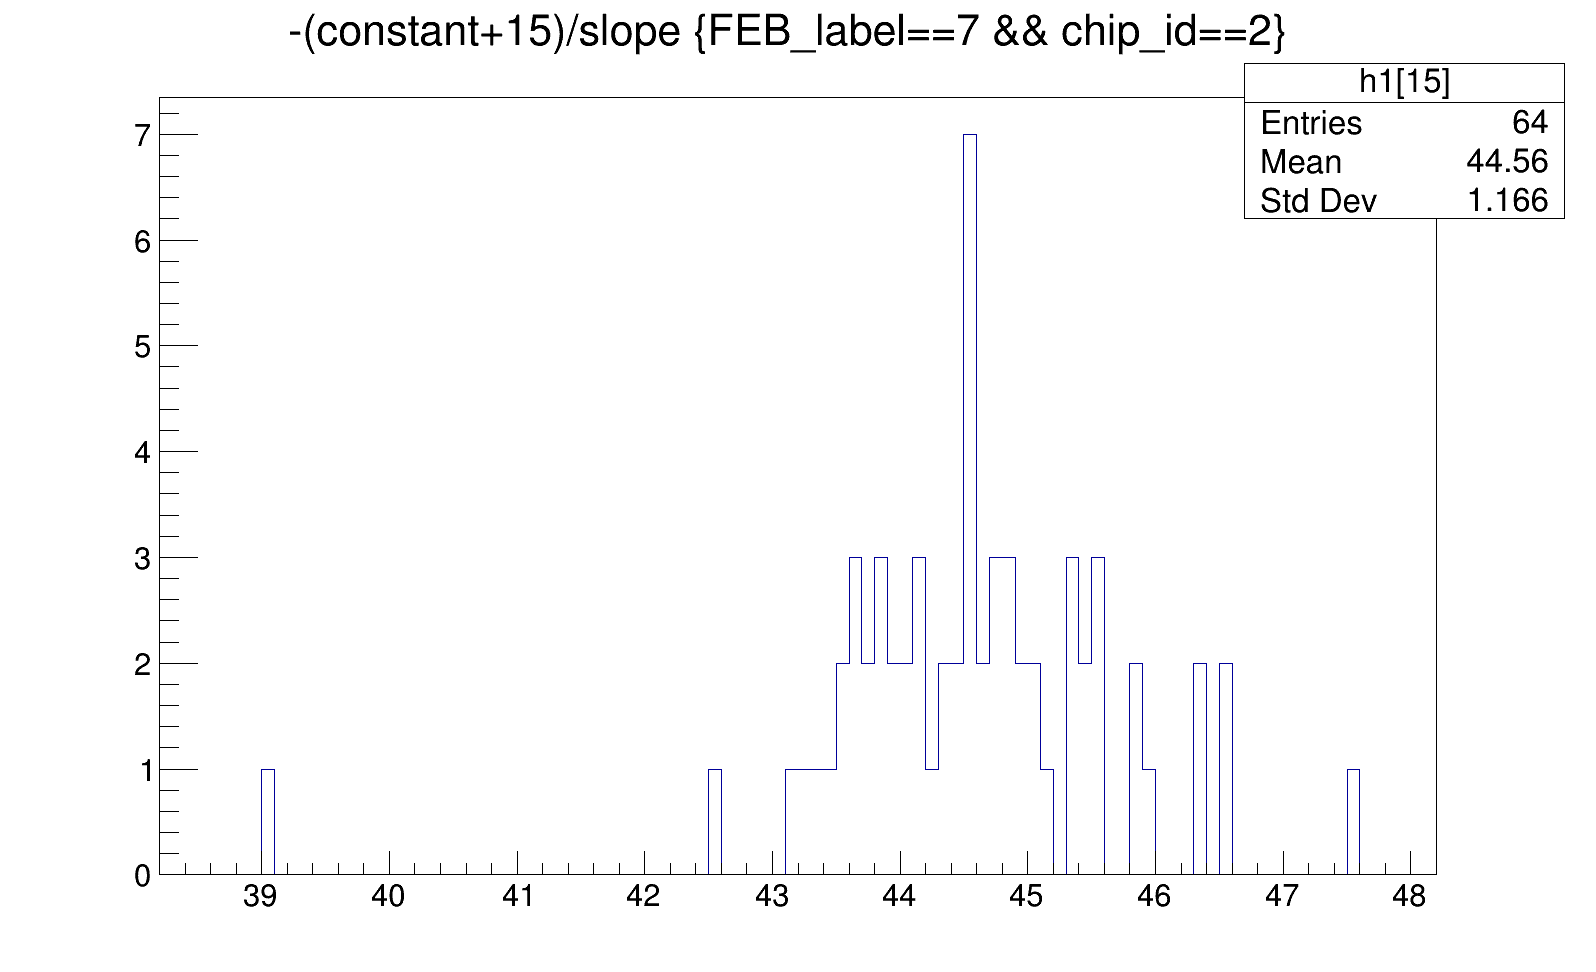 -(constant+15)/slope {FEB_label==7 && chip_id==2}
h1[15]
Entries 64
Mean 44.56
Std Dev 1.166
7
6
5
4
3
2
1
0
39 40 41 42 43 44 45 46 47 48